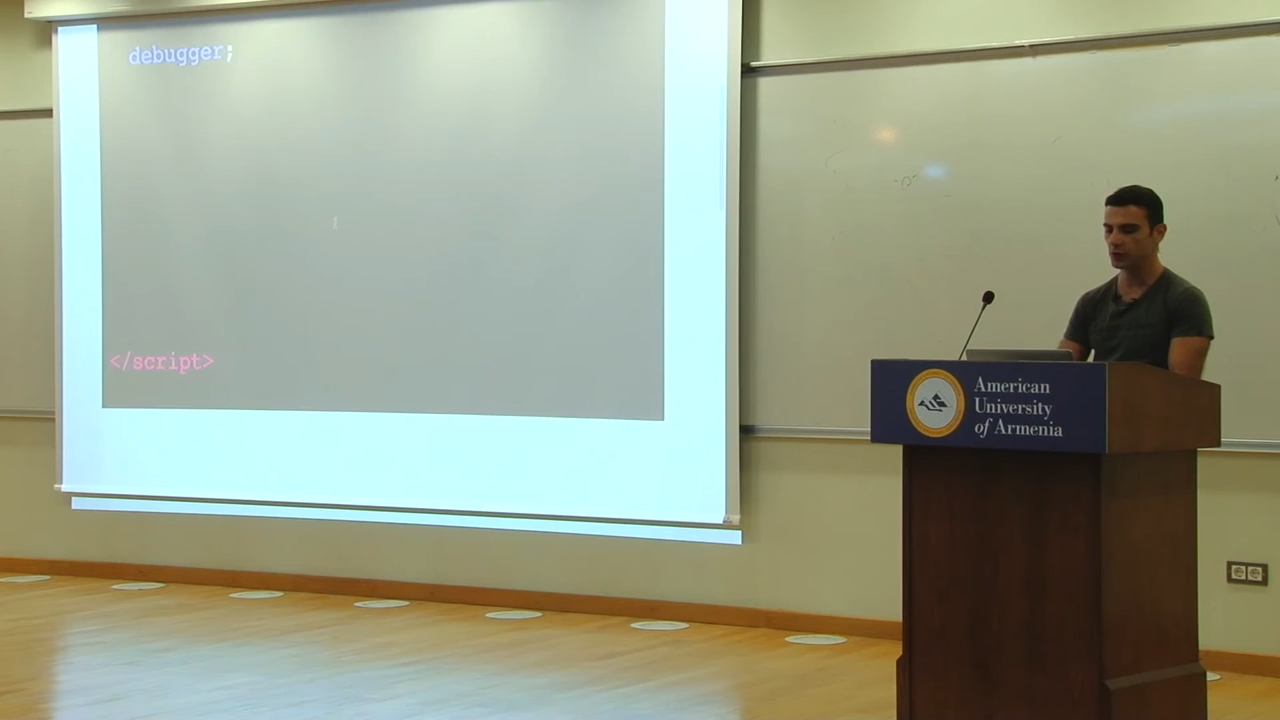 debugger;
</script>
American
University
of Armenia